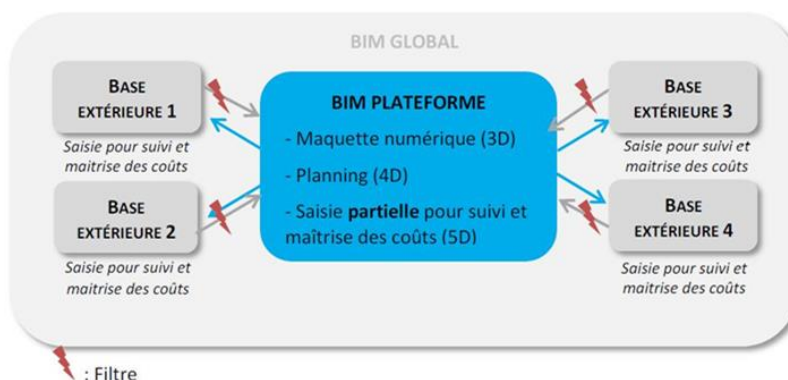 BIM GLOBAL
BASE
EXTÉRIEURE 1
Saisie pour suivi et
maitrise des coûts
BASE
EXTÉRIEURE 2
Saisie pour suivi et
maitrise des coûts
BIM PLATEFORME
- Maquette numérique (3D)
- Planning (4D)
- Saisie partielle pour suivi et
maîtrise des coûts (5D)
BASE
EXTÉRIEURE 3
Saisie pour suivi et
maitrise des coûts
BASE
EXTÉRIEURE 4
Saisie pour suivi et
maitrise des coûts
: Filtre